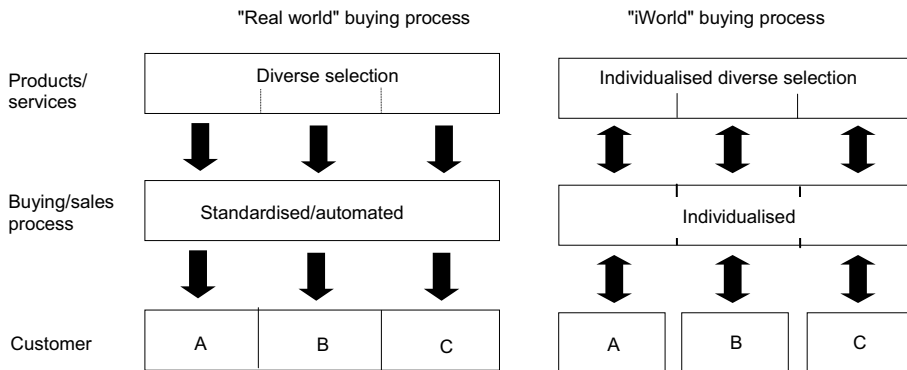 "Real world" buying process
"iWorld" buying process
Products/
services
Diverse selection
Individualised diverse selection
Buying/sales
process
Standardised/automated
Individualised
Customer
A
B
C
A
B
C